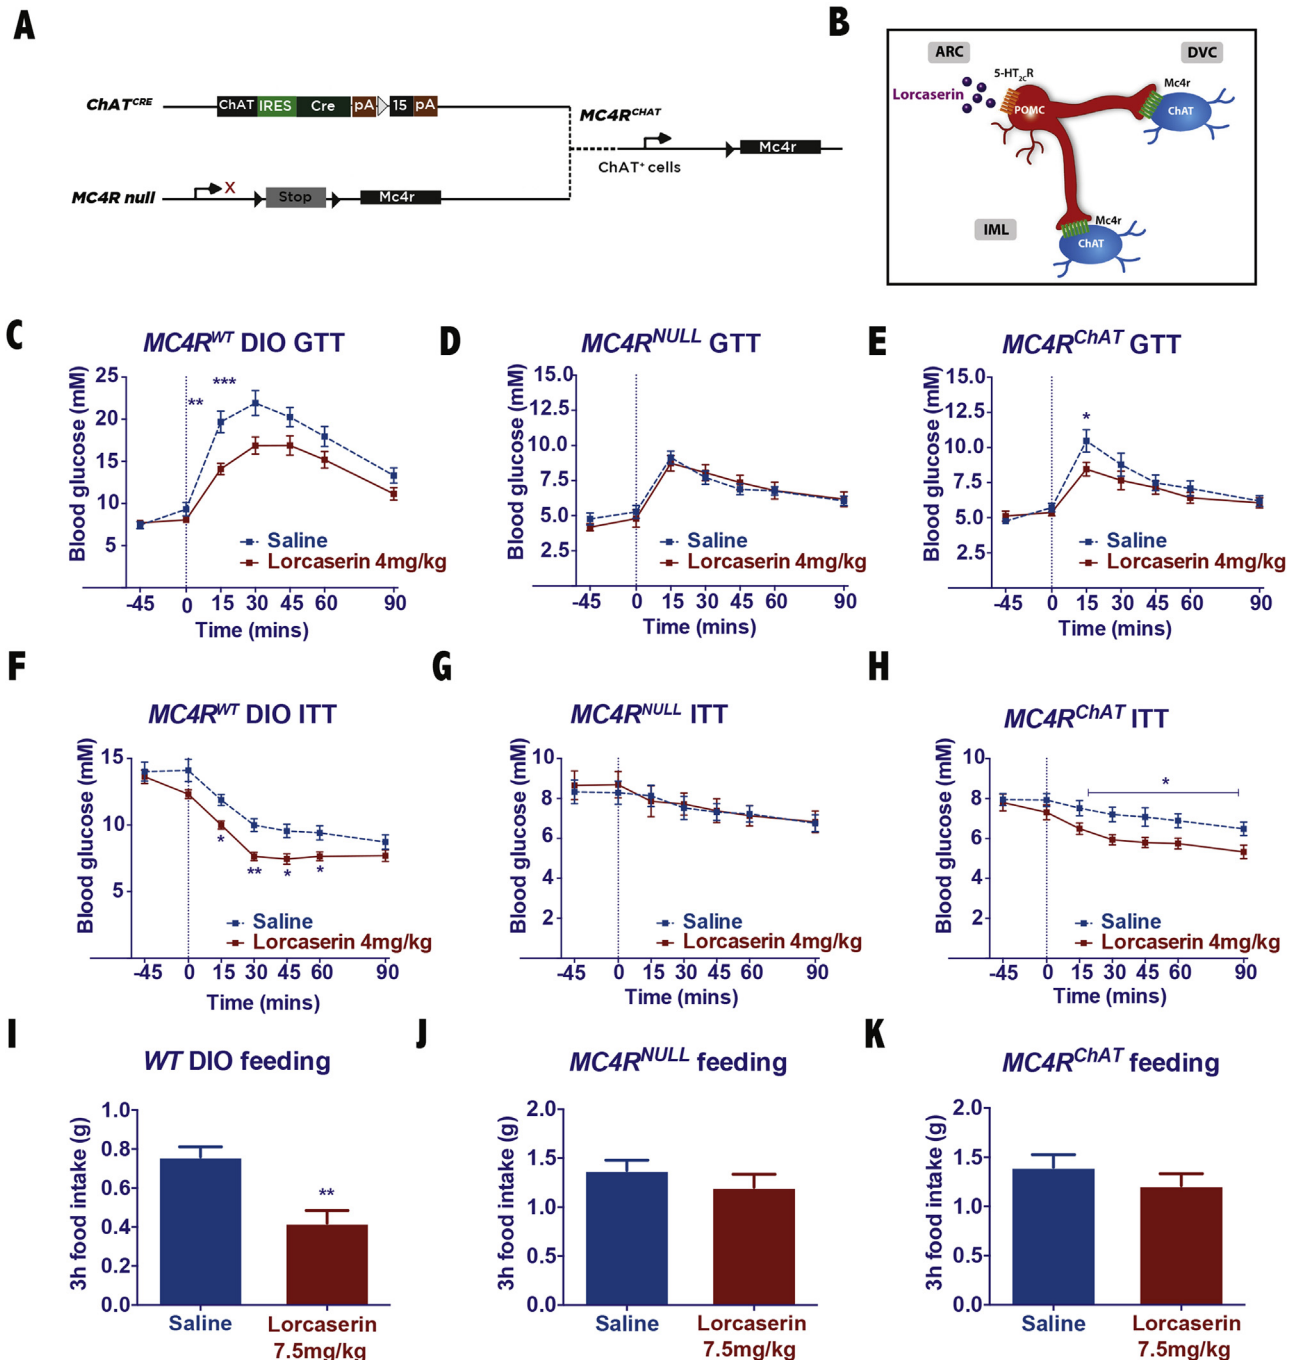 A
ChAT^CRE
ChAT IRES Cre pA 15 pA
MC4R^CHAT
Mc4r
ChAT+ cells
MC4R null
X
Stop
Mc4r
B
ARC
DVC
5-HT2CR
Mc4r
Lorcaserin
POMC
ChAT
IML
Mc4r
ChAT
C
MC4R^WT DIO GTT
Blood glucose (mM)
25
20
15
10
5
**
***
Saline
Lorcaserin 4mg/kg
-45 0 15 30 45 60 90
Time (mins)
D
MC4R^NULL GTT
Blood glucose (mM)
15.0
12.5
10.0
7.5
5.0
2.5
Saline
Lorcaserin 4mg/kg
-45 0 15 30 45 60 90
Time (mins)
E
MC4R^ChAT GTT
Blood glucose (mM)
15.0
12.5
10.0
7.5
5.0
2.5
*
Saline
Lorcaserin 4mg/kg
-45 0 15 30 45 60 90
Time (mins)
F
MC4R^WT DIO ITT
Blood glucose (mM)
15
10
5
* ** * *
Saline
Lorcaserin 4mg/kg
-45 0 15 30 45 60 90
Time (mins)
G
MC4R^NULL ITT
Blood glucose (mM)
10
8
6
4
2
Saline
Lorcaserin 4mg/kg
-45 0 15 30 45 60 90
Time (mins)
H
MC4R^ChAT ITT
Blood glucose (mM)
10
8
6
4
2
*
Saline
Lorcaserin 4mg/kg
-45 0 15 30 45 60 90
Time (mins)
I
WT DIO feeding
3h food intake (g)
1.0
0.8
0.6
0.4
0.2
0.0
**
Saline
Lorcaserin
7.5mg/kg
J
MC4R^NULL feeding
3h food intake (g)
2.0
1.5
1.0
0.5
0.0
Saline
Lorcaserin
7.5mg/kg
K
MC4R^ChAT feeding
3h food intake (g)
2.0
1.5
1.0
0.5
0.0
Saline
Lorcaserin
7.5mg/kg